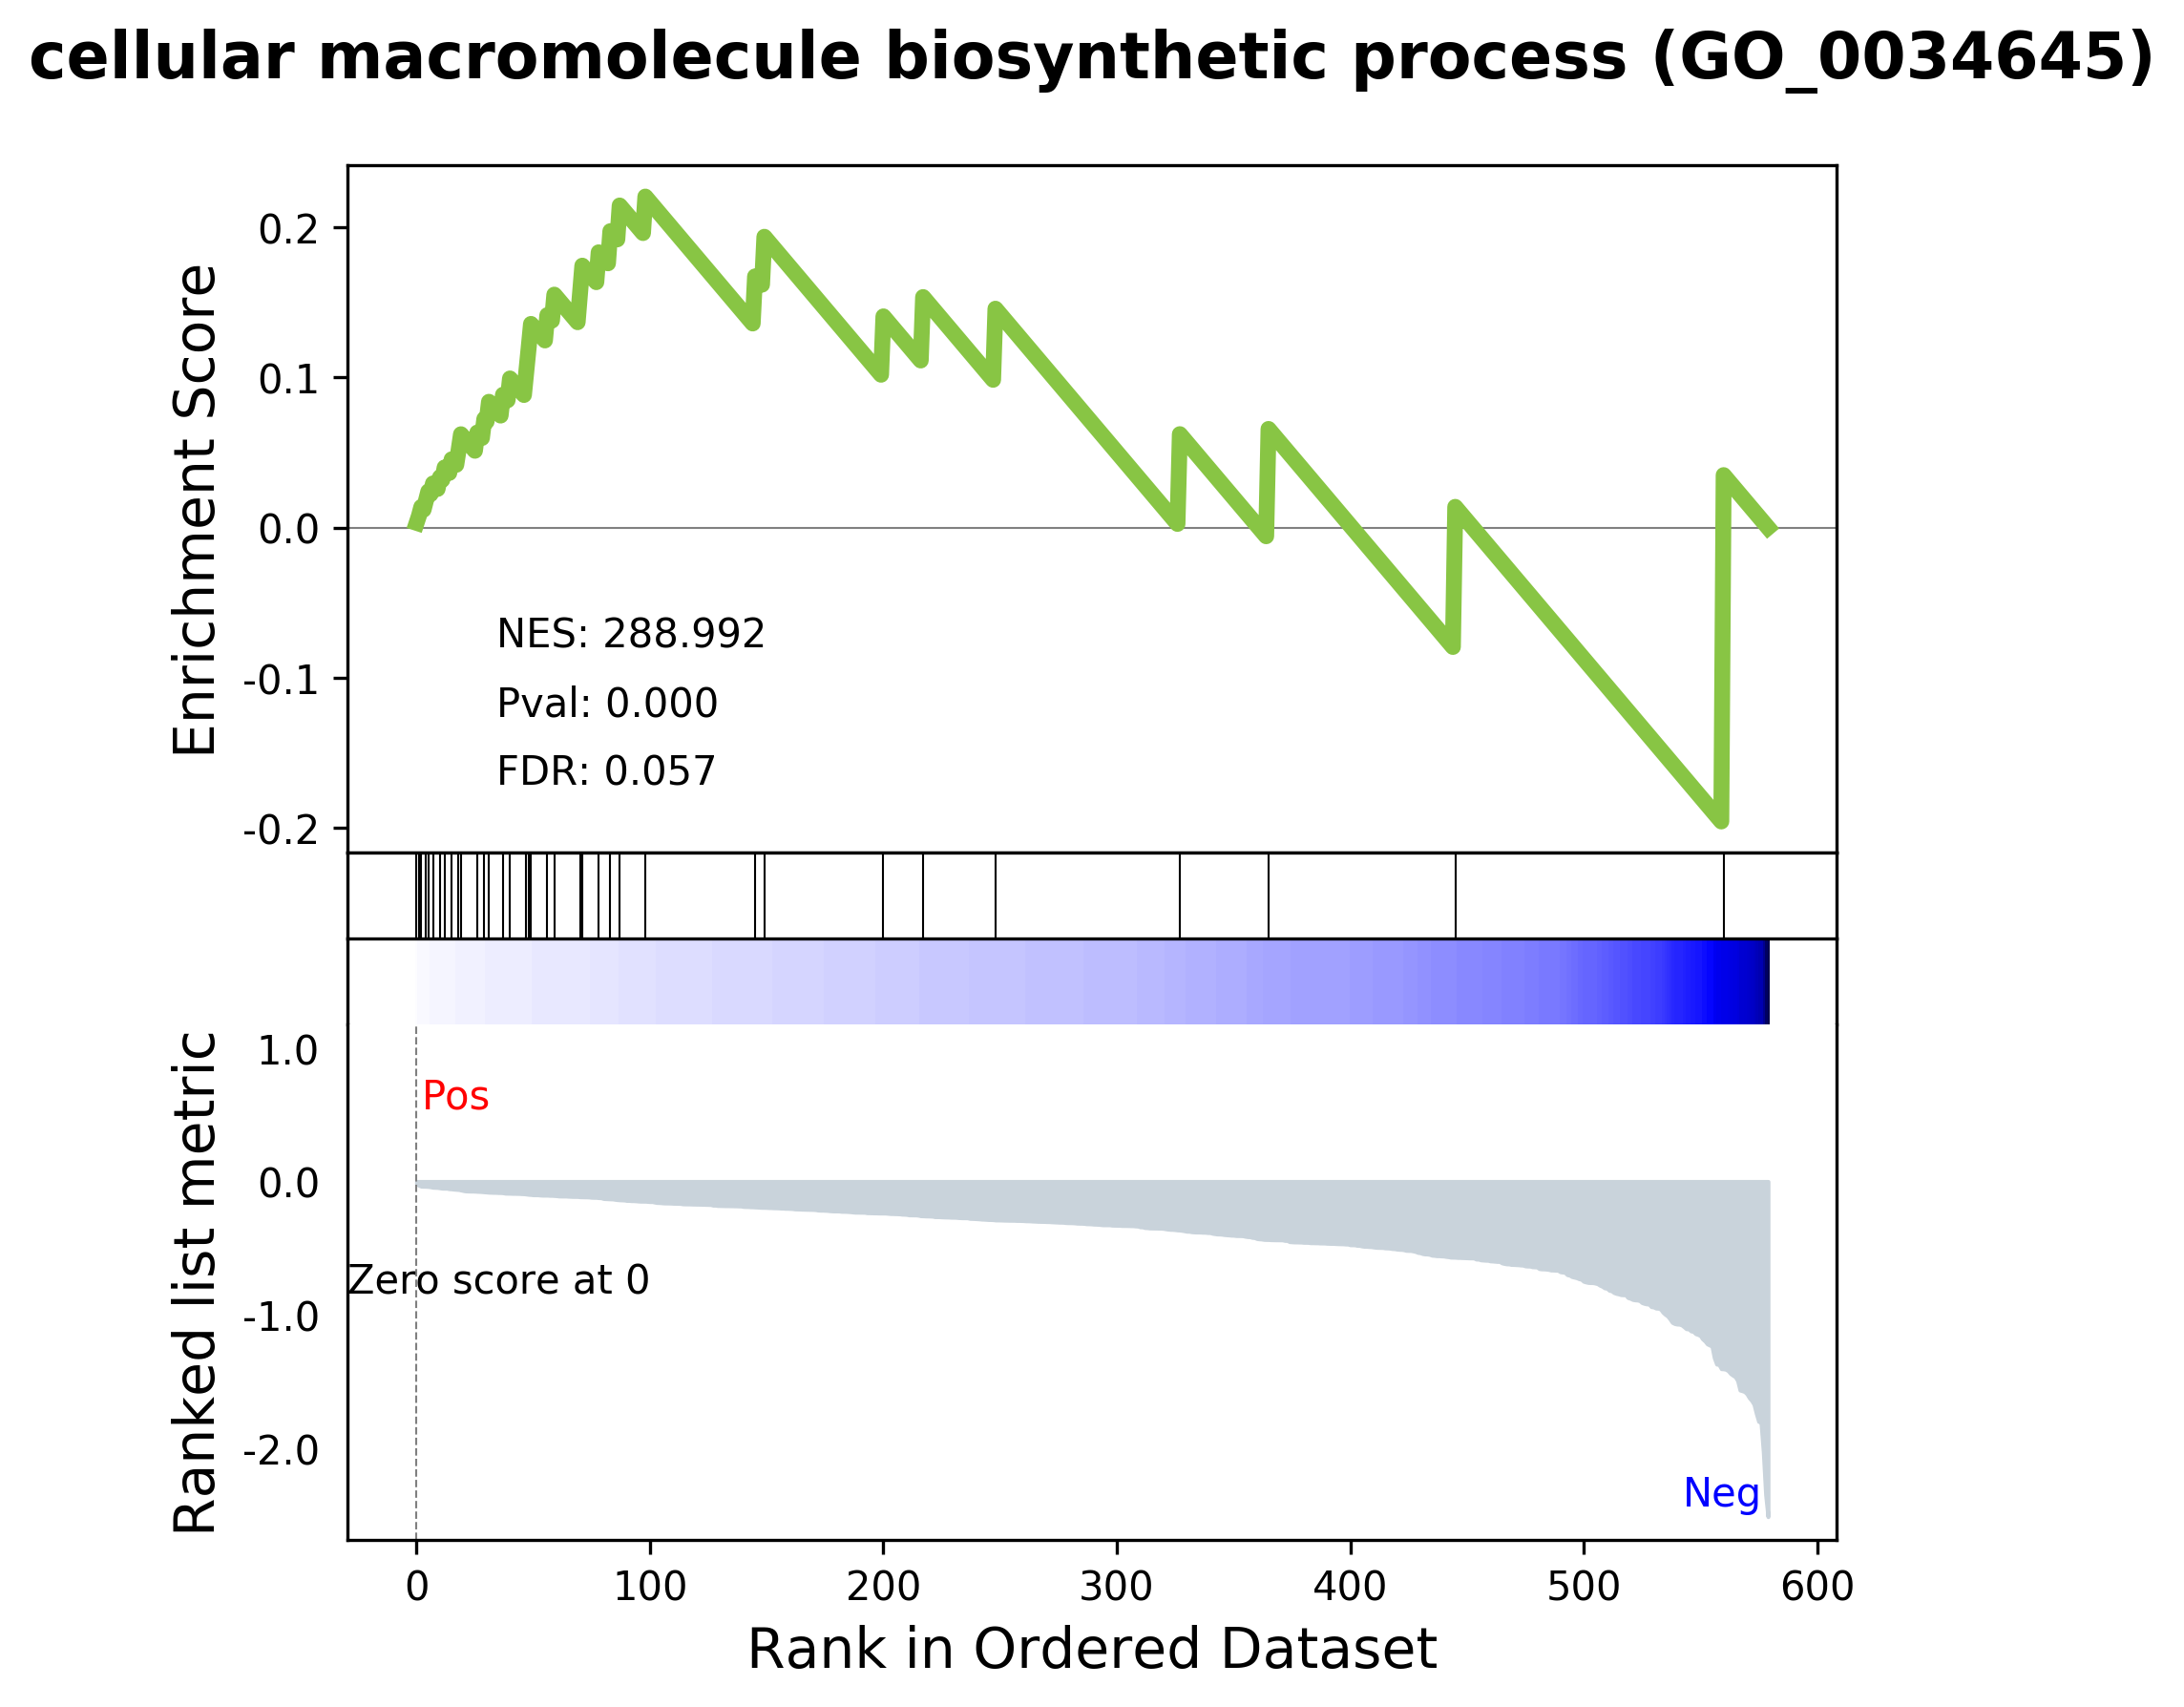 cellular macromolecule biosynthetic process (GO_0034645)
Enrichment Score
0.2
0.1
0.0
-0.1
-0.2
NES: 288.992
Pval: 0.000
FDR: 0.057
Ranked list metric
1.0
0.0
-1.0
-2.0
Pos
Zero score at 0
Neg
0 100 200 300 400 500 600
Rank in Ordered Dataset